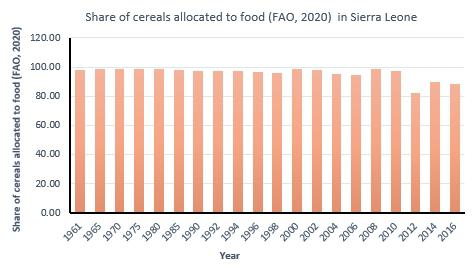 Share of cereals allocated to food (FAO, 2020)  in Sierra Leone
Share of cereals allocated to food (FAO, 2020)
120.00
100.00
80.00
60.00
40.00
20.00
0.00
1961 1965 1970 1975 1980 1985 1990 1992 1994 1996 1998 2000 2002 2004 2006 2008 2010 2012 2014 2016
Year